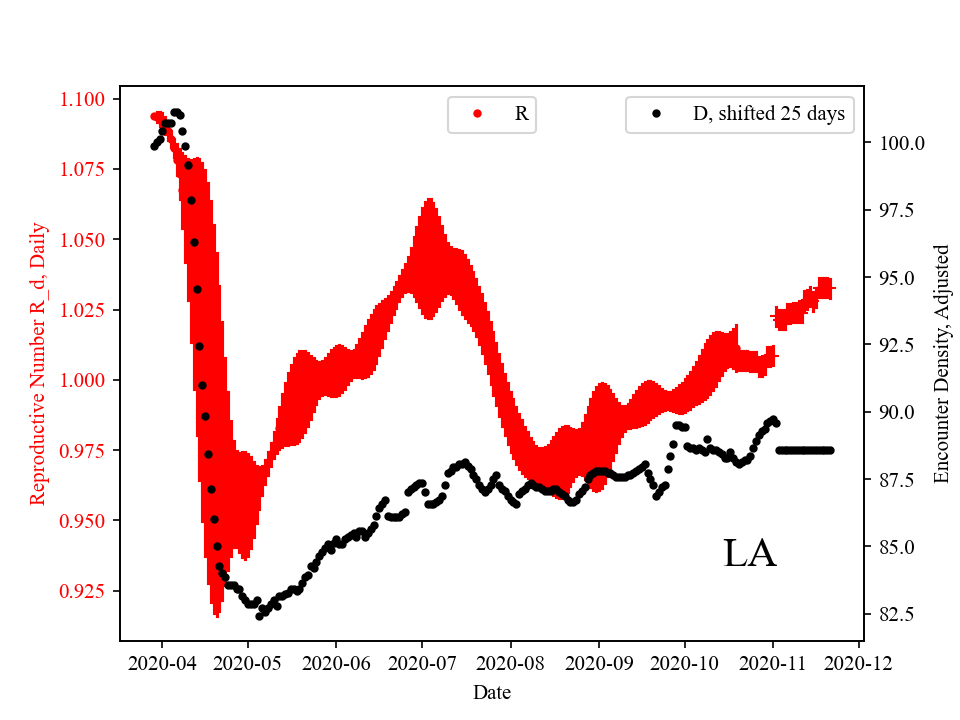 R
D, shifted 25 days
1.100
1.075
1.050
1.025
1.000
0.975
0.950
0.925
Reproductive Number R_d, Daily
100.0
97.5
95.0
92.5
90.0
87.5
85.0
82.5
Encounter Density, Adjusted
LA
2020-04 2020-05 2020-06 2020-07 2020-08 2020-09 2020-10 2020-11 2020-12
Date